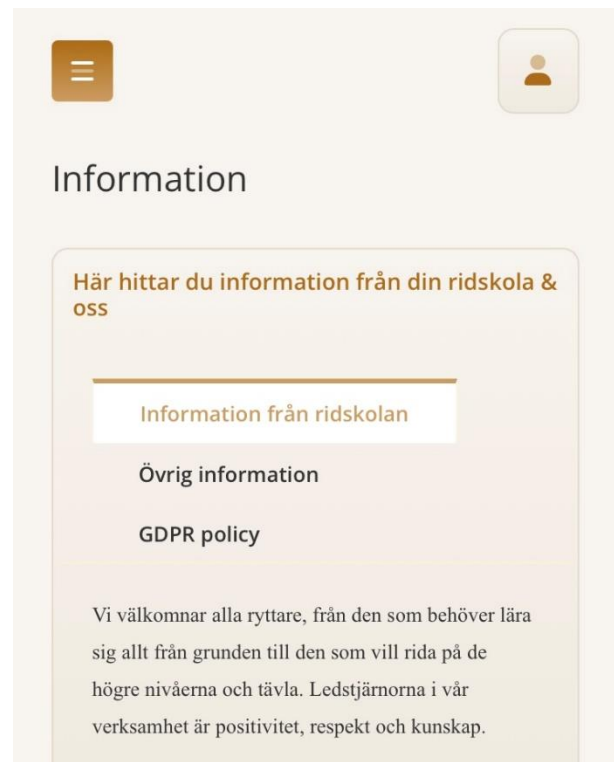 Information
Här hittar du information från din ridskola &
oss
Information från ridskolan
Övrig information
GDPR policy
Vi välkomnar alla ryttare, från den som behöver lära
sig allt från grunden till den som vill rida på de
högre nivåerna och tävla. Ledstjärnorna i vår
verksamhet är positivitet, respekt och kunskap.